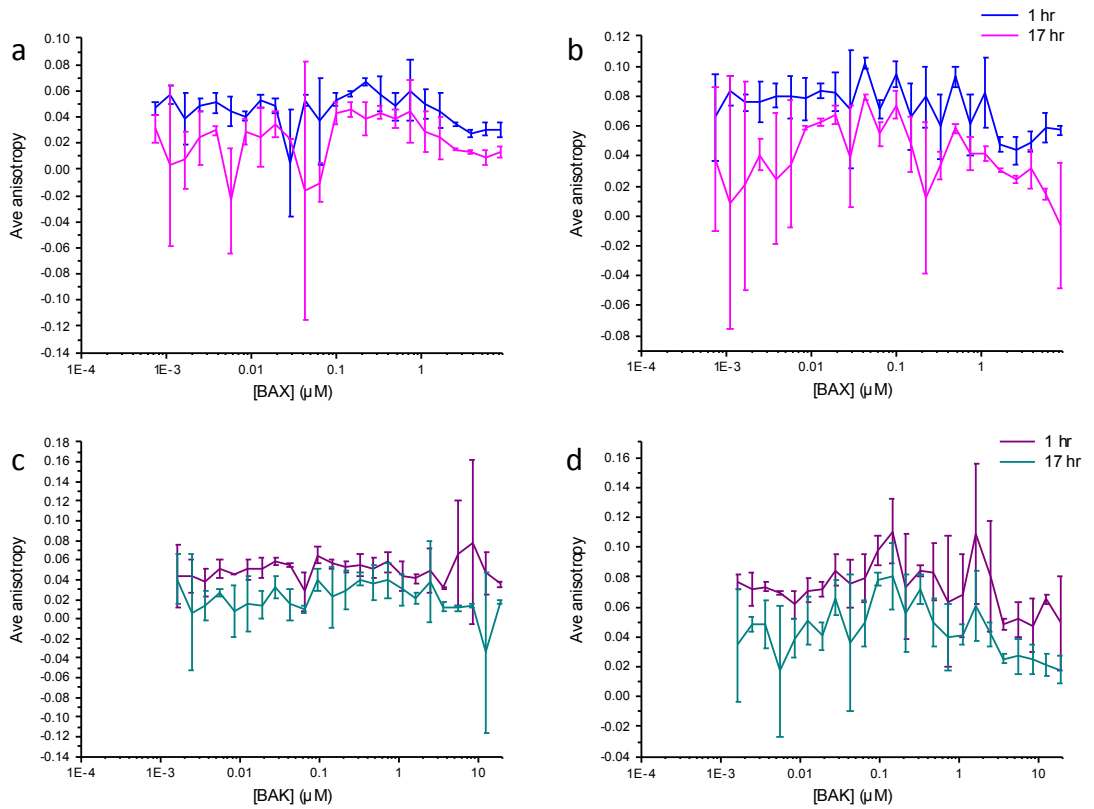 1 hr
17 hr
a
b
0.10
0.08
0.06
0.04
0.02
0.00
-0.02
-0.04
-0.06
-0.08
-0.10
-0.12
-0.14
Ave anisotropy
1E-4
1E-3
0.01
0.1
1
[BAX] (µM)
0.12
0.10
0.08
0.06
0.04
0.02
0.00
-0.02
-0.04
-0.06
-0.08
Ave anisotropy
1E-4
1E-3
0.01
0.1
1
[BAX] (µM)
c
d
1 hr
17 hr
0.18
0.16
0.14
0.12
0.10
0.08
0.06
0.04
0.02
0.00
-0.02
-0.04
-0.06
-0.08
-0.10
-0.12
-0.14
Ave anisotropy
1E-4
1E-3
0.01
0.1
1
10
[BAK] (µM)
0.16
0.14
0.12
0.10
0.08
0.06
0.04
0.02
0.00
-0.02
-0.04
Ave anisotropy
1E-4
1E-3
0.01
0.1
1
10
[BAK] (µM)